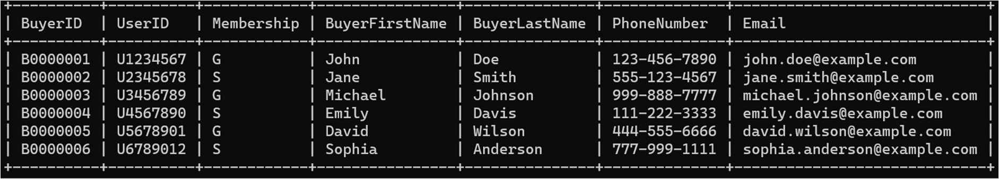 +----------+----------+------------+----------------+---------------+--------------+-----------------------------+
| BuyerID  | UserID   | Membership | BuyerFirstName | BuyerLastName | PhoneNumber  | Email                       |
+----------+----------+------------+----------------+---------------+--------------+-----------------------------+
| B0000001 | U1234567 | G          | John           | Doe           | 123-456-7890 | john.doe@example.com        |
| B0000002 | U2345678 | S          | Jane           | Smith         | 555-123-4567 | jane.smith@example.com      |
| B0000003 | U3456789 | G          | Michael        | Johnson       | 999-888-7777 | michael.johnson@example.com |
| B0000004 | U4567890 | S          | Emily          | Davis         | 111-222-3333 | emily.davis@example.com     |
| B0000005 | U5678901 | G          | David          | Wilson        | 444-555-6666 | david.wilson@example.com    |
| B0000006 | U6789012 | S          | Sophia         | Anderson      | 777-999-1111 | sophia.anderson@example.com |
+----------+----------+------------+----------------+---------------+--------------+-----------------------------+